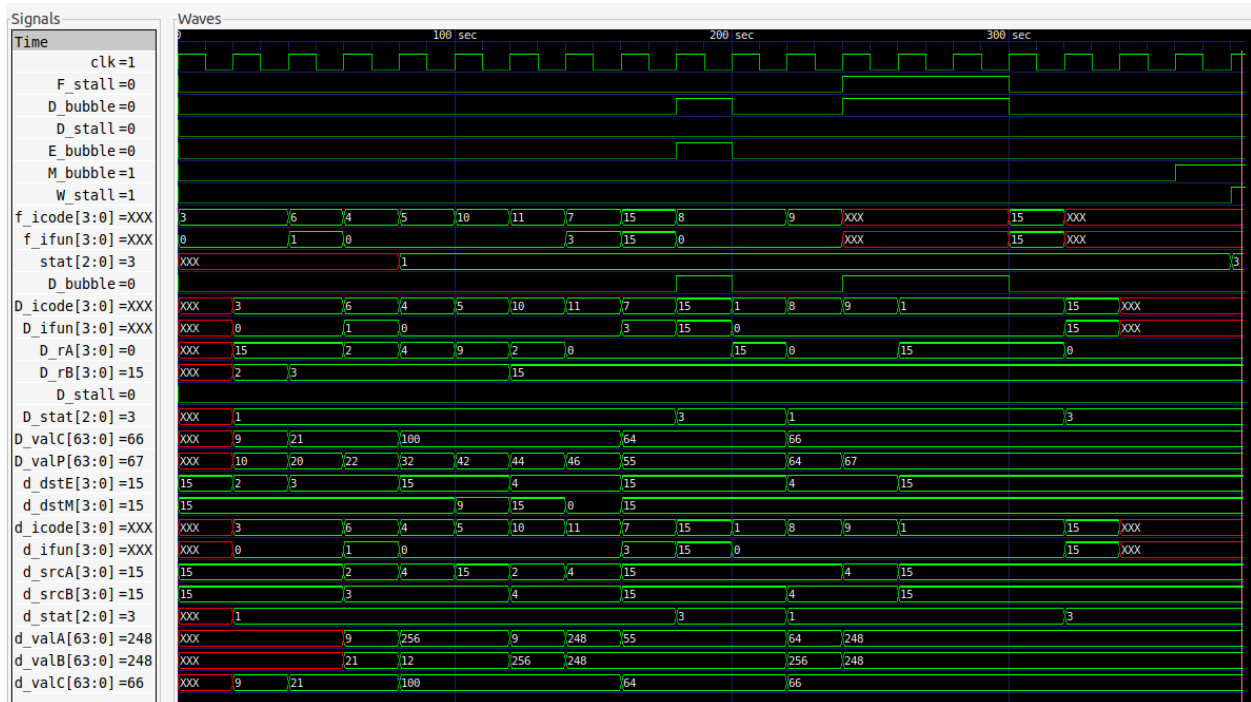 Signals Waves
Time 0 100 sec 200 sec 300 sec
clk=1
F_stall=0
D_bubble=0
D_stall=0
E_bubble=0
M_bubble=1
W_stall=1
f_icode[3:0]=XXX 3 6 4 5 10 11 7 15 8 9 XXX 15 XXX
f_ifun[3:0]=XXX 0 1 0 3 15 0 XXX 15 XXX
stat[2:0]=3 XXX 1 3
D_bubble=0
D_icode[3:0]=XXX XXX 3 6 4 5 10 11 7 15 1 8 9 1 15 XXX
D_ifun[3:0]=XXX XXX 0 1 0 3 15 0 15 XXX
D_rA[3:0]=0 XXX 15 2 4 9 2 0 15 0 15 0
D_rB[3:0]=15 XXX 2 3 15
D_stall=0
D_stat[2:0]=3 XXX 1 3 1 3
D_valC[63:0]=66 XXX 9 21 100 64 66
D_valP[63:0]=67 XXX 10 20 22 32 42 44 46 55 64 67
d_dstE[3:0]=15 15 2 3 15 4 15 4 15
d_dstM[3:0]=15 15 9 15 0 15
d_icode[3:0]=XXX XXX 3 6 4 5 10 11 7 15 1 8 9 1 15 XXX
d_ifun[3:0]=XXX XXX 0 1 0 3 15 0 15 XXX
d_srcA[3:0]=15 15 2 4 15 2 4 15 4 15
d_srcB[3:0]=15 15 3 4 15 4 15
d_stat[2:0]=3 XXX 1 3 1 3
d_valA[63:0]=248 XXX 9 256 9 248 55 64 248
d_valB[63:0]=248 XXX 21 12 256 248 256 248
d_valC[63:0]=66 XXX 9 21 100 64 66